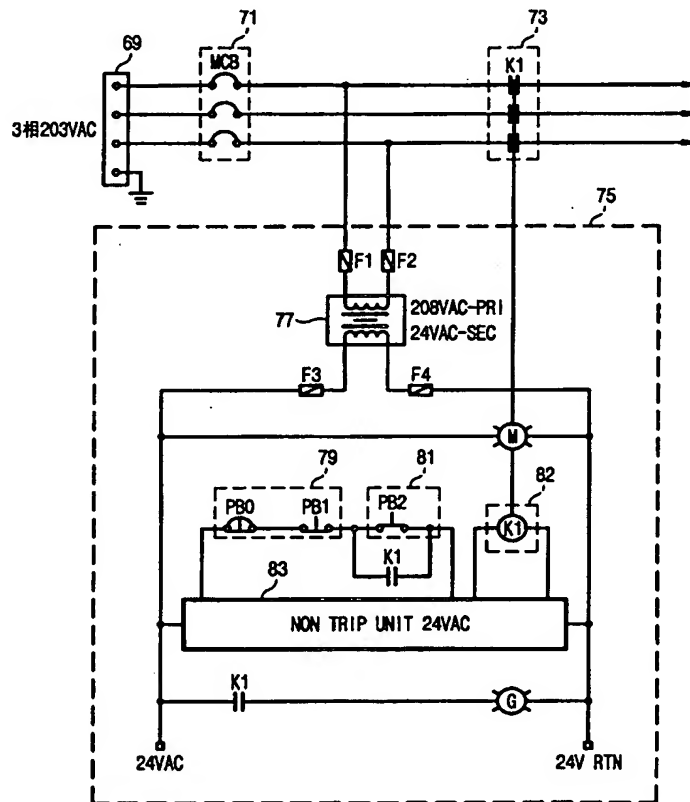 71
73
69
MCB
K1
3相203VAC
75
F1
F2
77
208VAC-PRI
24VAC-SEC
F3
F4
M
79
81
82
PB0
PB1
PB2
K1
K1
83
NON TRIP UNIT 24VAC
K1
G
24VAC
24V RTN